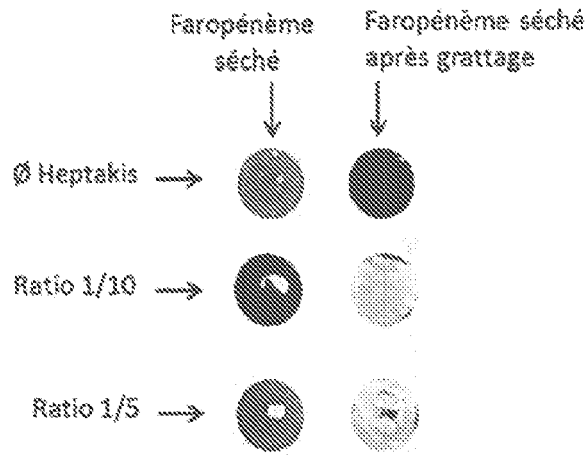 Faropénème
séché
Faropénème séché
après grattage
Ø Heptakis
Ratio 1/10
Ratio 1/5